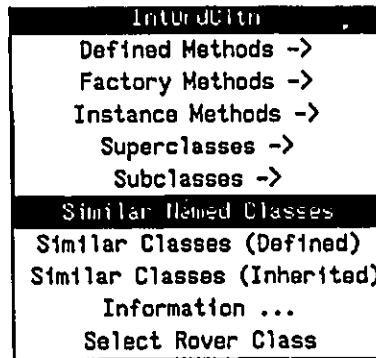 IntOrdCltn
Defined Methods ->
Factory Methods ->
Instance Methods ->
Superclasses ->
Subclasses ->
Similar Named Classes
Similar Classes (Defined)
Similar Classes (Inherited)
Information ...
Select Rover Class